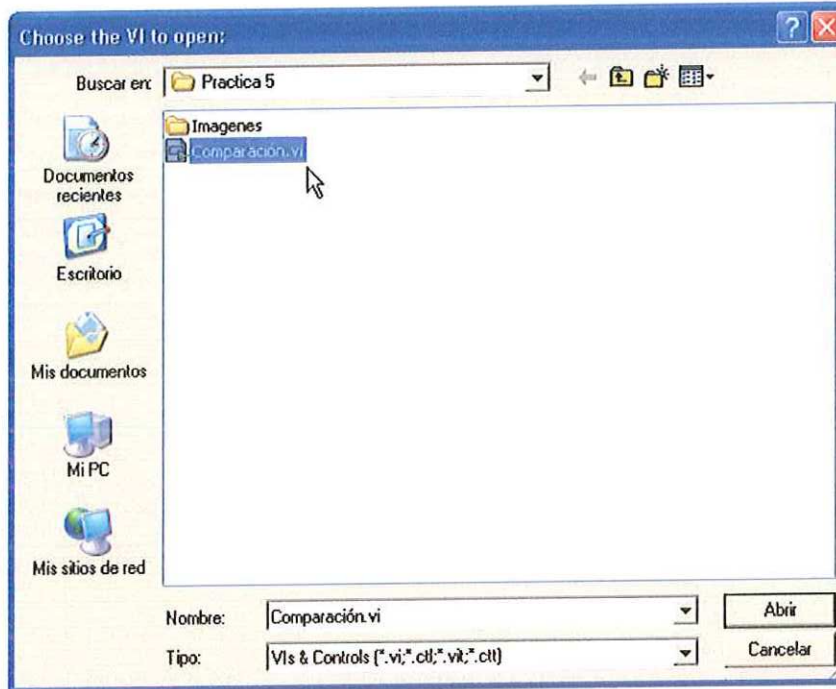 Choose the VI to open:
Buscar en: Practica 5
Imagenes
Comparación.vi
Documentos
recientes
Escritorio
Mis documentos
Mi PC
Mis sitios de red
Nombre: Comparación.vi Abrir
Tipo: VIs & Controls (*.vi;*.ctl;*.vit;*.ctt) Cancelar